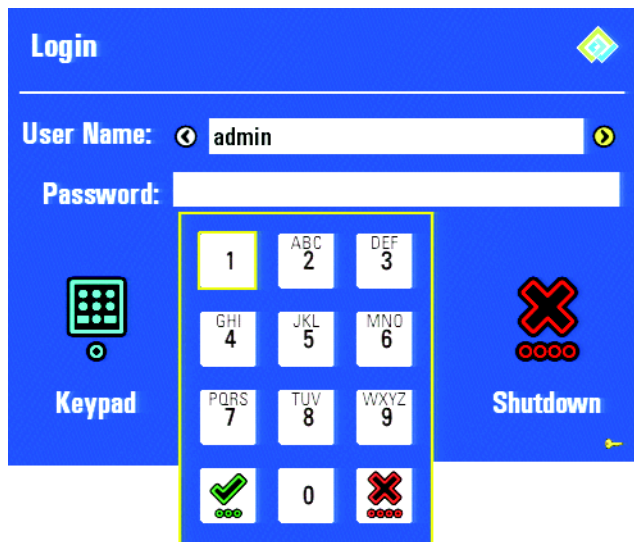 Login
User Name: admin
Password:
1 ABC 2 DEF 3
GHI 4 JKL 5 MNO 6
PQRS 7 TUV 8 WXYZ 9
0
Keypad
Shutdown